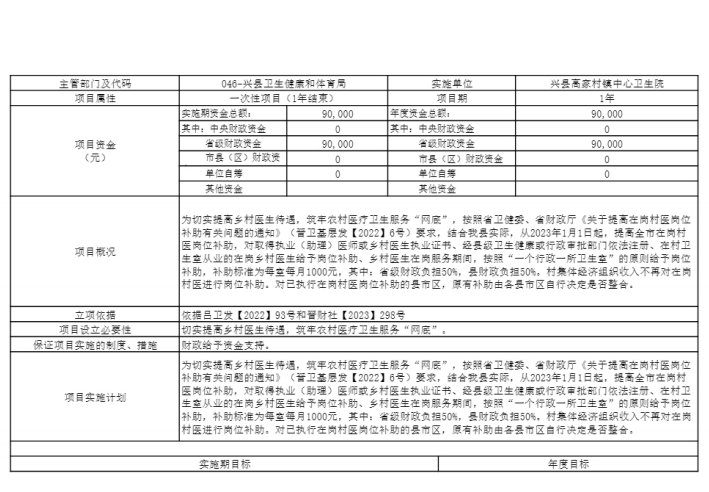 主管部门及代码 046-兴县卫生健康和体育局 实施单位 兴县高家村镇中心卫生院
项目属性 一次性项目（1年结束） 项目期 1年
项目资金（元） 实施期资金总额： 90,000 年度资金总额： 90,000
其中：中央财政资金 0 其中：中央财政资金 0
省级财政资金 90,000 省级财政资金 90,000
市县（区）财政资 0 市县（区）财政资金 0
单位自筹 0 单位自筹 0
其他资金 其他资金
项目概况
为切实提高乡村医生待遇，筑牢农村医疗卫生服务“网底”，按照省卫健委、省财政厅《关于提高在岗村医岗位
补助有关问题的通知》（晋卫基层发【2022】6号）要求，结合我县实际，从2023年1月1日起，提高全市在岗村
医岗位补助，对取得执业（助理）医师或乡村医生执业证书、经县级卫生健康或行政审批部门依法注册、在村卫
生室从业的在岗乡村医生给予岗位补助、乡村医生在岗服务期间，按照“一个行政一所卫生室”的原则给予岗位
补助，补助标准为每室每月1000元，其中：省级财政负担50%，县财政负担50%。村集体经济组织收入不再对在岗
村医进行岗位补助。对已执行在岗村医岗位补助的县市区，原有补助由各县市区自行决定是否整合。
立项依据 依据吕卫发【2022】93号和晋财社【2023】298号
项目设立必要性 切实提高乡村医生待遇，筑牢农村医疗卫生服务“网底”。
保证项目实施的制度、措施 财政给予资金支持。
项目实施计划
为切实提高乡村医生待遇，筑牢农村医疗卫生服务“网底”，按照省卫健委、省财政厅《关于提高在岗村医岗位
补助有关问题的通知》（晋卫基层发【2022】6号）要求，结合我县实际，从2023年1月1日起，提高全市在岗村
医岗位补助，对取得执业（助理）医师或乡村医生执业证书、经县级卫生健康或行政审批部门依法注册、在村卫
生室从业的在岗乡村医生给予岗位补助、乡村医生在岗服务期间，按照“一个行政一所卫生室”的原则给予岗位
补助，补助标准为每室每月1000元，其中：省级财政负担50%，县财政负担50%。村集体经济组织收入不再对在岗
村医进行岗位补助。对已执行在岗村医岗位补助的县市区，原有补助由各县市区自行决定是否整合。
实施期目标 年度目标